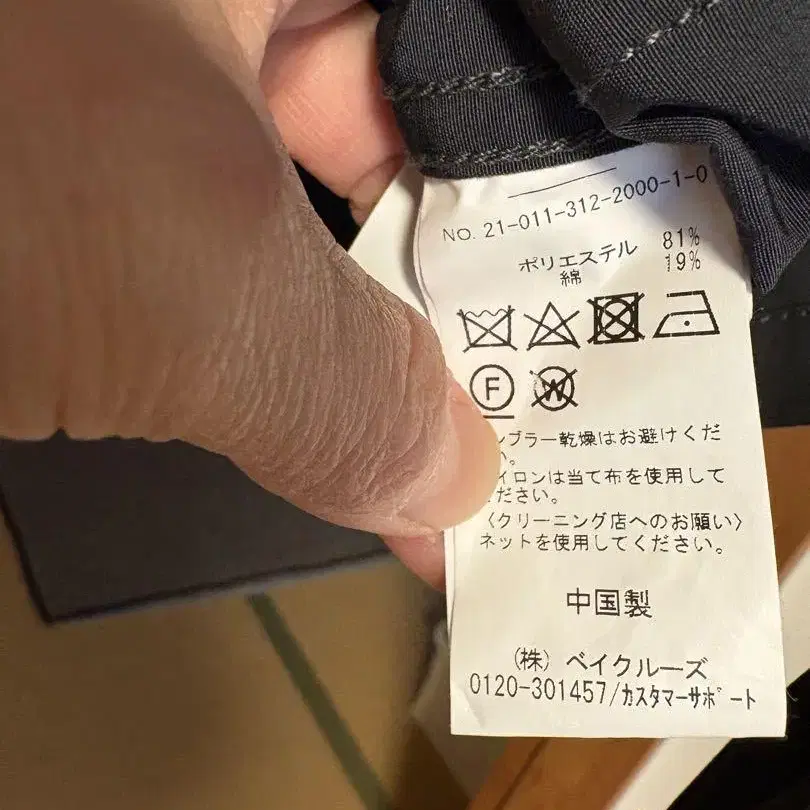 NO. 21-011-312-2000-1-0
ポリエステル 81%
綿 19%
F W
ンブラー乾燥はお避けくだ
い。
イロンは当て布を使用して
ださい。
〈クリーニング店へのお願い〉
ネットを使用してください。
中国製
(株) ベイクルーズ
0120-301457/カスタマーサポート